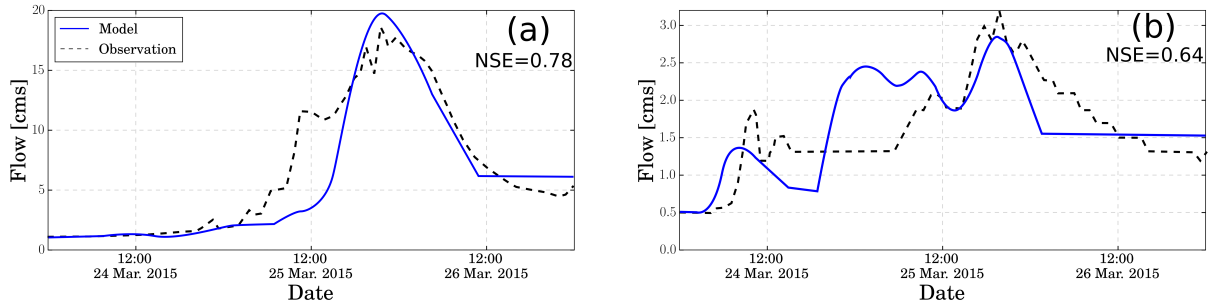 20
15
10
5
0
Flow [cms]
Model
Observation
(a)
NSE=0.78
12:00
24 Mar. 2015
12:00
25 Mar. 2015
12:00
26 Mar. 2015
Date
3.0
2.5
2.0
1.5
1.0
0.5
0.0
Flow [cms]
(b)
NSE=0.64
12:00
24 Mar. 2015
12:00
25 Mar. 2015
12:00
26 Mar. 2015
Date